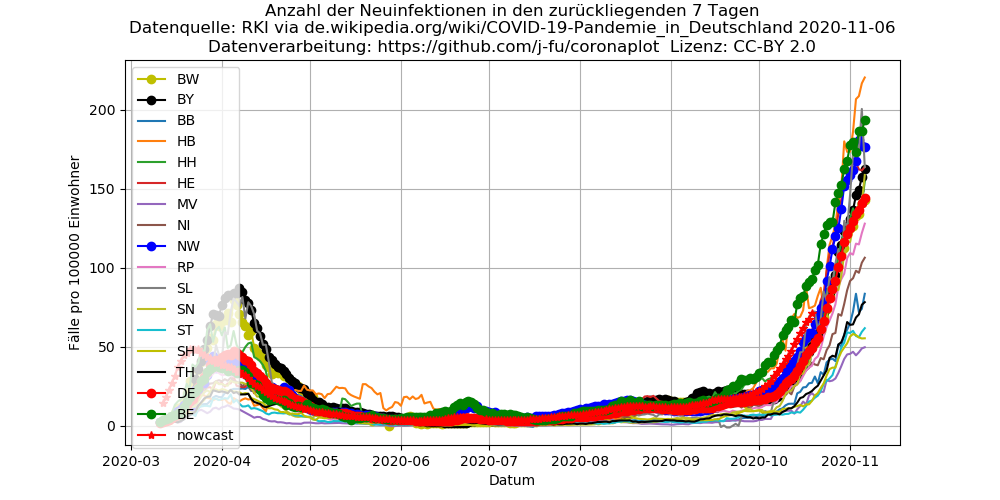 Anzahl der Neuinfektionen in den zurückliegenden 7 Tagen
Datenquelle: RKI via de.wikipedia.org/wiki/COVID-19-Pandemie_in_Deutschland 2020-11-06
Datenverarbeitung: https://github.com/j-fu/coronaplot  Lizenz: CC-BY 2.0
Fälle pro 1000000 Einwohner
200
150
100
50
0
BW
BY
BB
HB
HH
HE
MV
NI
NW
RP
SL
SN
ST
SH
TH
DE
BE
nowcast
2020-03 2020-04 2020-05 2020-06 2020-07 2020-08 2020-09 2020-10 2020-11
Datum